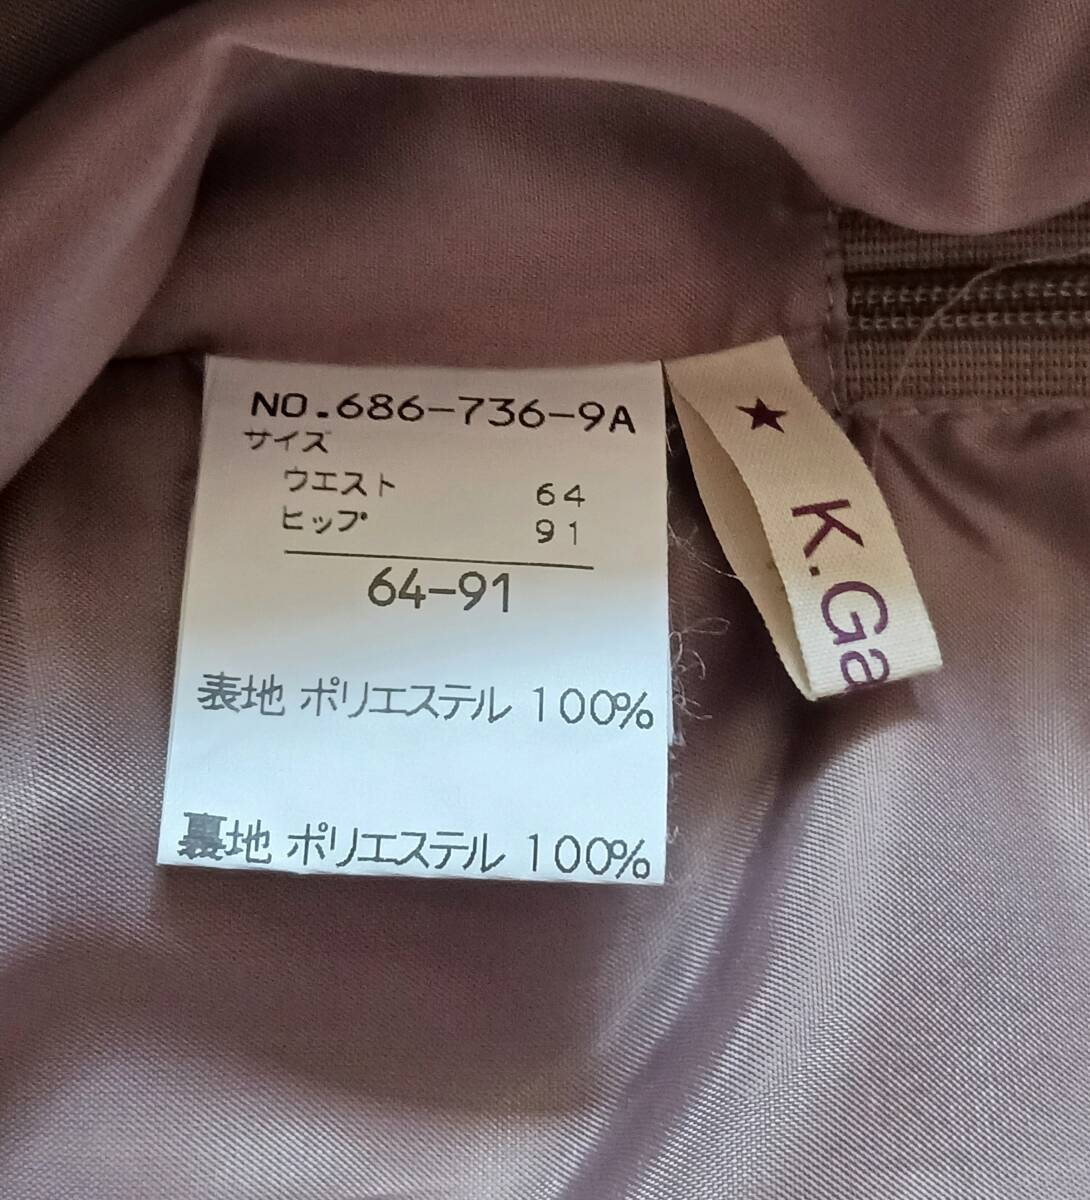 NO.686-736-9A
サイズ
ウエスト 64
ヒップ 91
64-91
表地 ポリエステル 100%
裏地 ポリエステル 100%
★ K.Ga